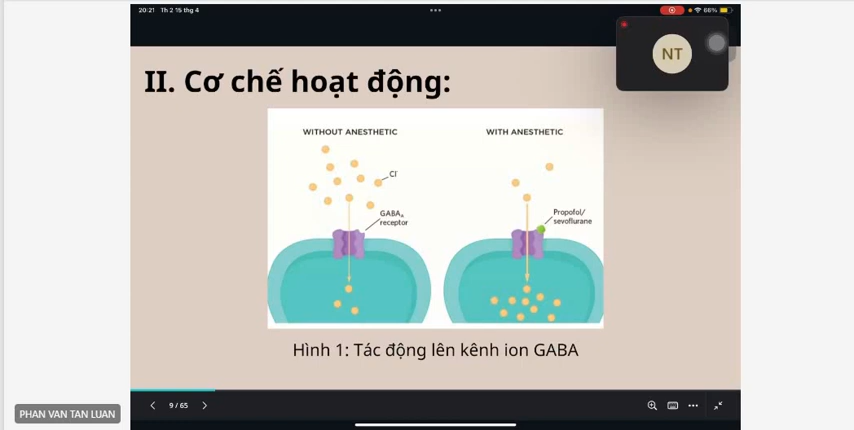 20:21 Th 2 15 thg 4
66%
NT
II. Cơ chế hoạt động:
WITHOUT ANESTHETIC
WITH ANESTHETIC
Cl⁻
GABAA
receptor
Propofol/
sevoflurane
Hình 1: Tác động lên kênh ion GABA
9 / 65
PHAN VAN TAN LUAN